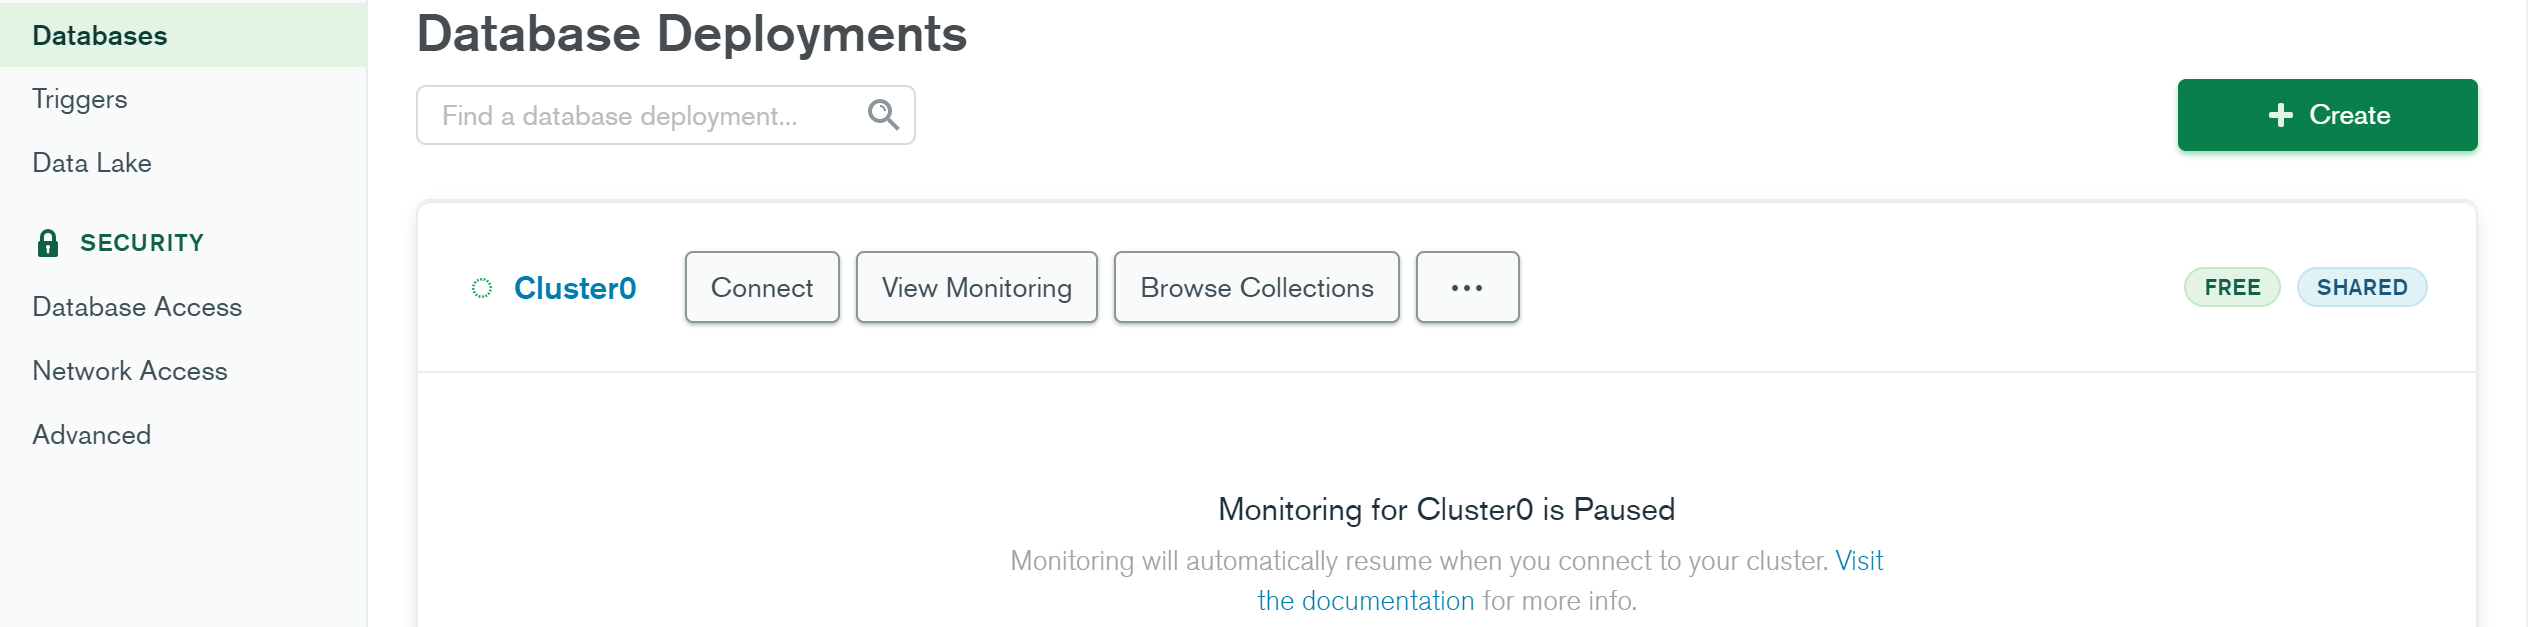 Databases
Triggers
Data Lake
SECURITY
Database Access
Network Access
Advanced
Database Deployments
Find a database deployment...
+ Create
Cluster0
Connect
View Monitoring
Browse Collections
...
FREE
SHARED
Monitoring for Cluster0 is Paused
Monitoring will automatically resume when you connect to your cluster. Visit
the documentation for more info.